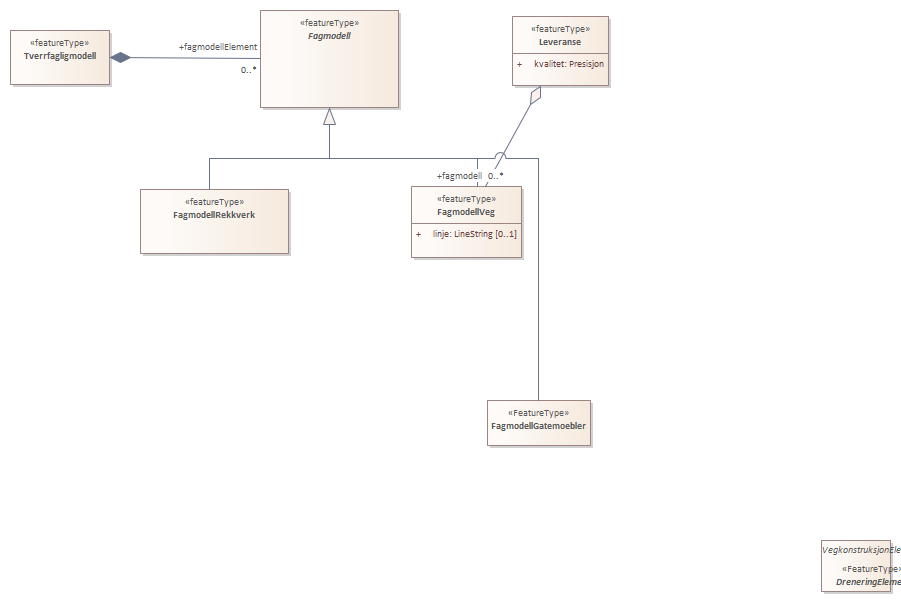 «featureType»
Tverrfagligmodell
+fagmodellElement
0..*
«featureType»
Fagmodell
«featureType»
Leveranse
+ kvalitet: Presisjon
+fagmodell 0..*
«featureType»
FagmodellRekkverk
«featureType»
FagmodellVeg
+ linje: LineString [0..1]
«FeatureType»
FagmodellGatemoebler
VegkonstruksjonEle
«FeatureType»
DreneringEleme